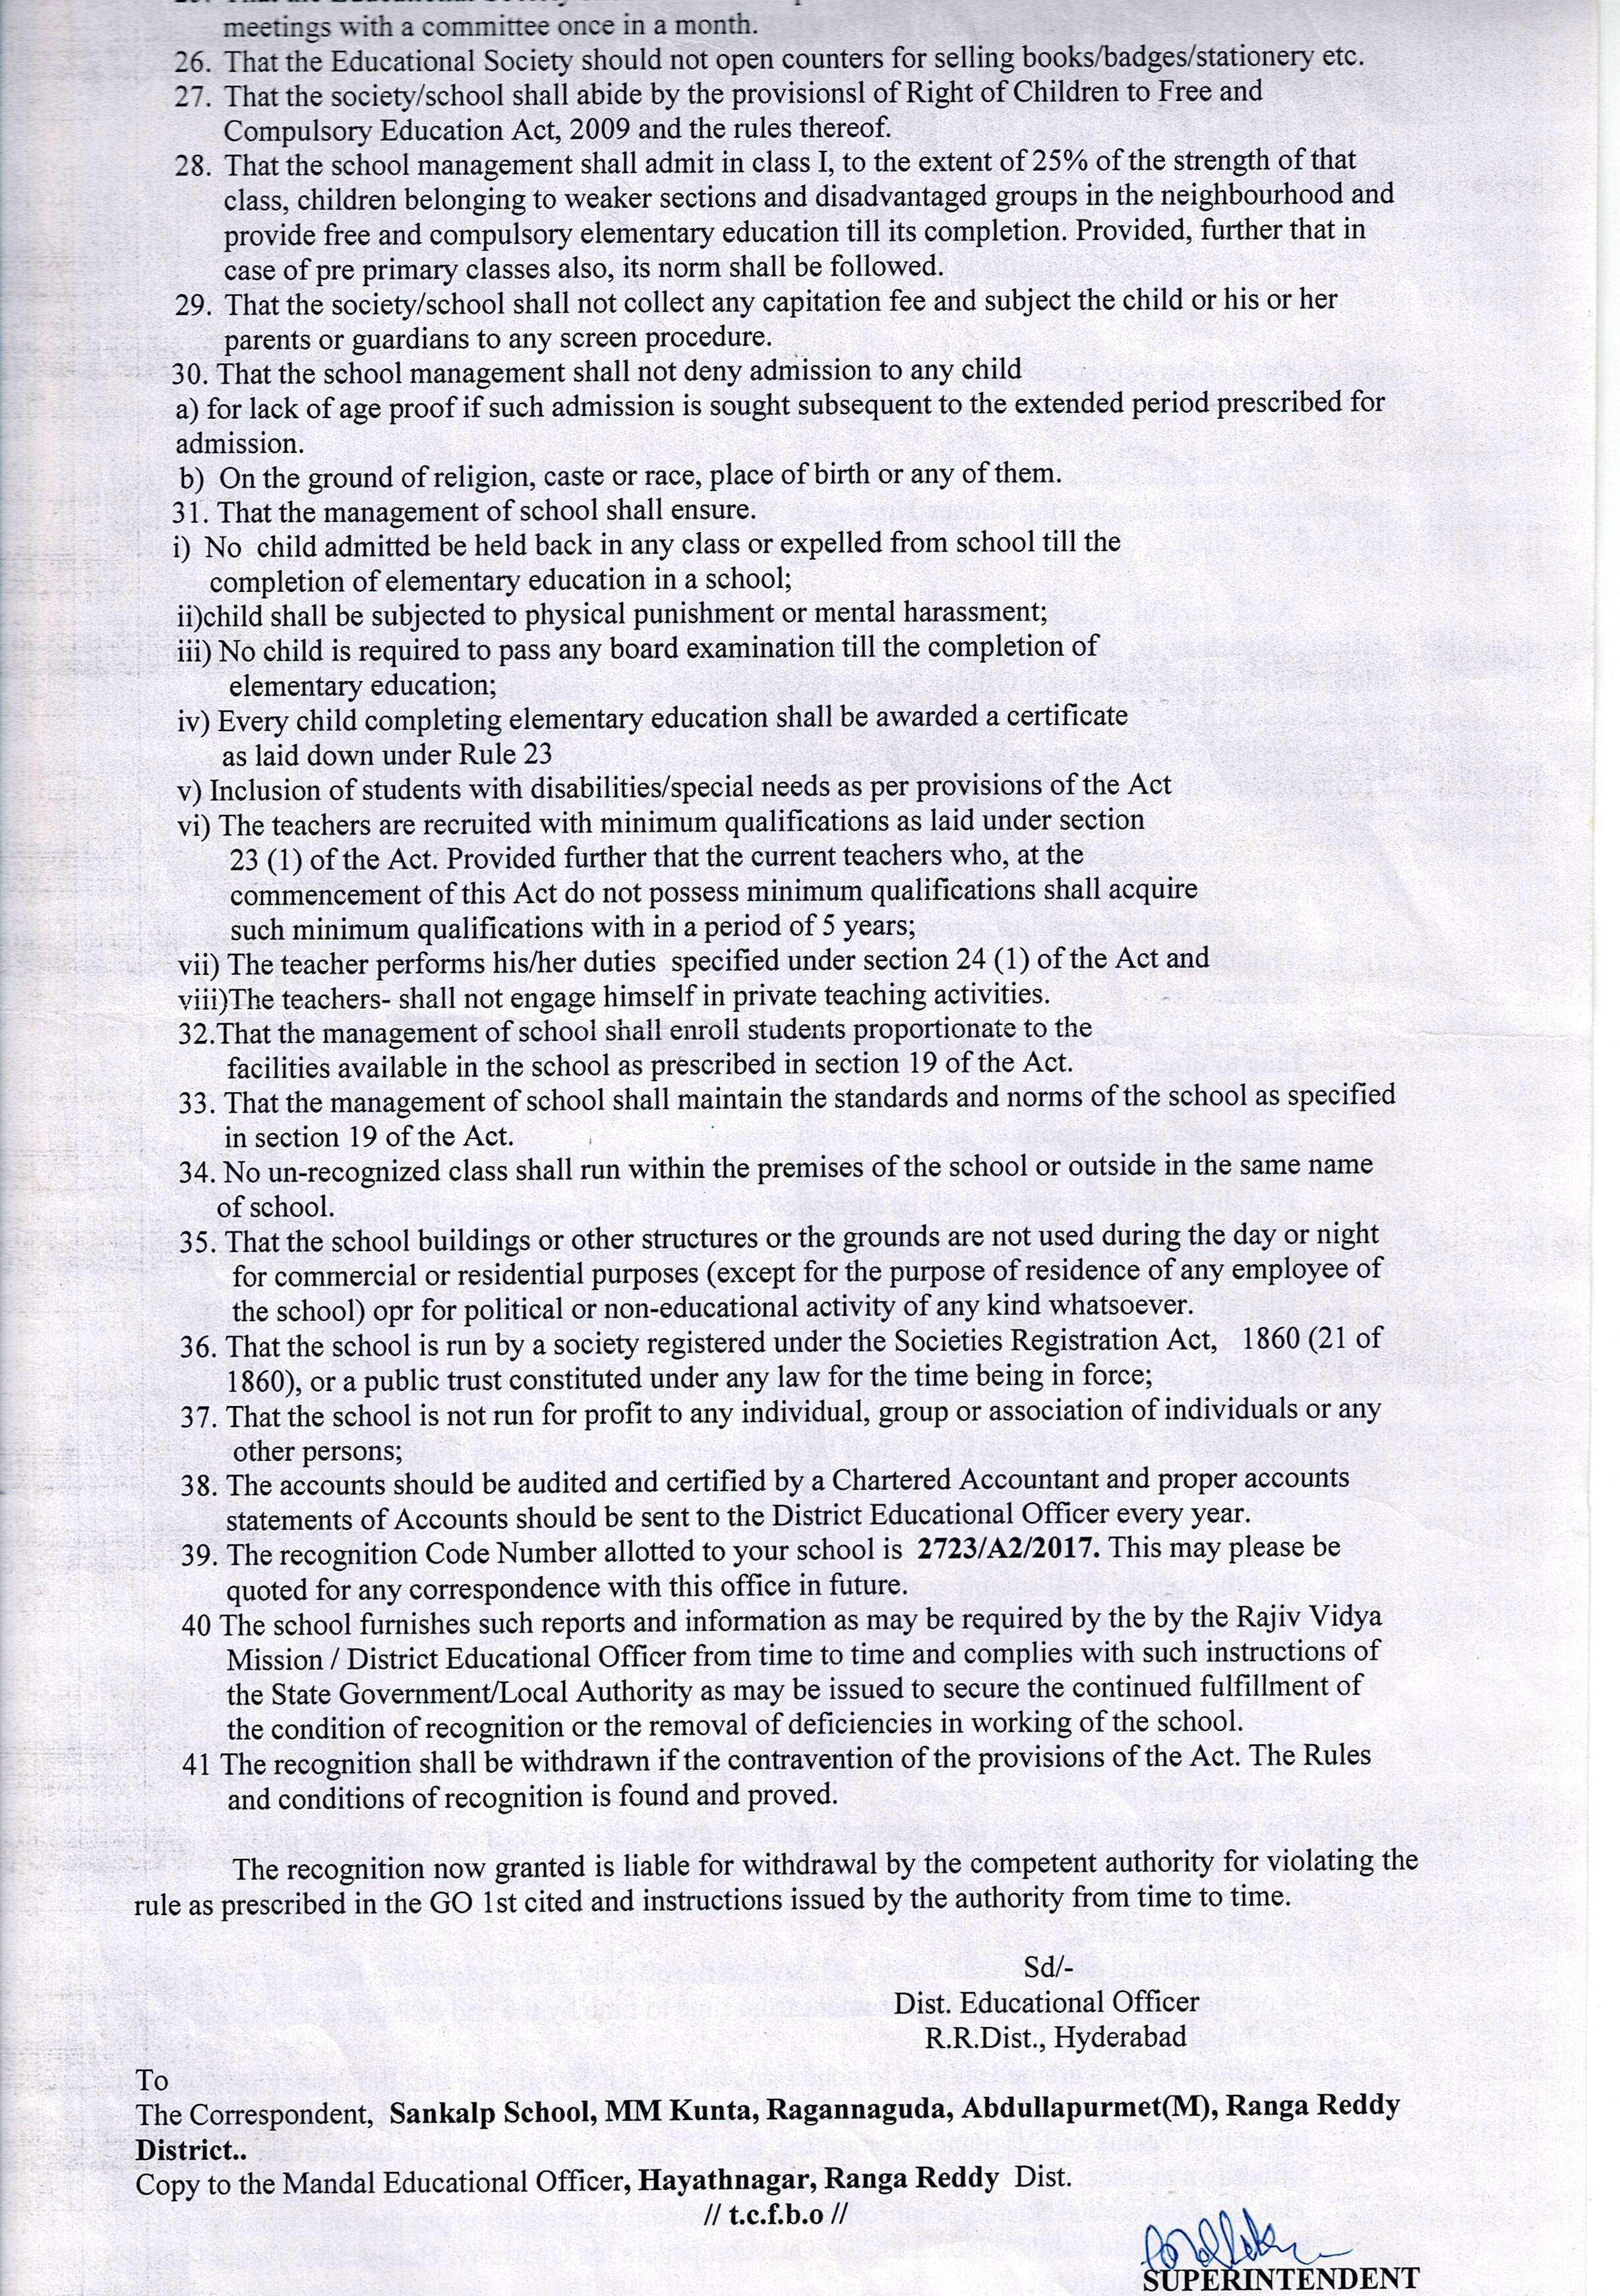 meetings with a committee once in a month.
26. That the Educational Society should not open counters for selling books/badges/stationery etc.
27. That the society/school shall abide by the provisionsl of Right of Children to Free and
Compulsory Education Act, 2009 and the rules thereof.
28. That the school management shall admit in class I, to the extent of 25% of the strength of that
class, children belonging to weaker sections and disadvantaged groups in the neighbourhood and
provide free and compulsory elementary education till its completion. Provided, further that in
case of pre primary classes also, its norm shall be followed.
29. That the society/school shall not collect any capitation fee and subject the child or his or her
parents or guardians to any screen procedure.
30. That the school management shall not deny admission to any child
a) for lack of age proof if such admission is sought subsequent to the extended period prescribed for
admission.
b) On the ground of religion, caste or race, place of birth or any of them.
31. That the management of school shall ensure.
i) No child admitted be held back in any class or expelled from school till the
completion of elementary education in a school;
ii)child shall be subjected to physical punishment or mental harassment;
iii) No child is required to pass any board examination till the completion of
elementary education;
iv) Every child completing elementary education shall be awarded a certificate
as laid down under Rule 23
v) Inclusion of students with disabilities/special needs as per provisions of the Act
vi) The teachers are recruited with minimum qualifications as laid under section
23 (1) of the Act. Provided further that the current teachers who, at the
commencement of this Act do not possess minimum qualifications shall acquire
such minimum qualifications with in a period of 5 years;
vii) The teacher performs his/her duties specified under section 24 (1) of the Act and
viii)The teachers- shall not engage himself in private teaching activities.
32.That the management of school shall enroll students proportionate to the
facilities available in the school as prescribed in section 19 of the Act.
33. That the management of school shall maintain the standards and norms of the school as specified
in section 19 of the Act.
34. No un-recognized class shall run within the premises of the school or outside in the same name
of school.
35. That the school buildings or other structures or the grounds are not used during the day or night
for commercial or residential purposes (except for the purpose of residence of any employee of
the school) opr for political or non-educational activity of any kind whatsoever.
36. That the school is run by a society registered under the Societies Registration Act, 1860 (21 of
1860), or a public trust constituted under any law for the time being in force;
37. That the school is not run for profit to any individual, group or association of individuals or any
other persons;
38. The accounts should be audited and certified by a Chartered Accountant and proper accounts
statements of Accounts should be sent to the District Educational Officer every year.
39. The recognition Code Number allotted to your school is 2723/A2/2017. This may please be
quoted for any correspondence with this office in future.
40 The school furnishes such reports and information as may be required by the by the Rajiv Vidya
Mission / District Educational Officer from time to time and complies with such instructions of
the State Government/Local Authority as may be issued to secure the continued fulfillment of
the condition of recognition or the removal of deficiencies in working of the school.
41 The recognition shall be withdrawn if the contravention of the provisions of the Act. The Rules
and conditions of recognition is found and proved.
The recognition now granted is liable for withdrawal by the competent authority for violating the
rule as prescribed in the GO 1st cited and instructions issued by the authority from time to time.
Sd/-
Dist. Educational Officer
R.R.Dist., Hyderabad
To
The Correspondent, Sankalp School, MM Kunta, Ragannaguda, Abdullapurmet(M), Ranga Reddy
District..
Copy to the Mandal Educational Officer, Hayathnagar, Ranga Reddy Dist.
// t.c.f.b.o //
SUPERINTENDENT